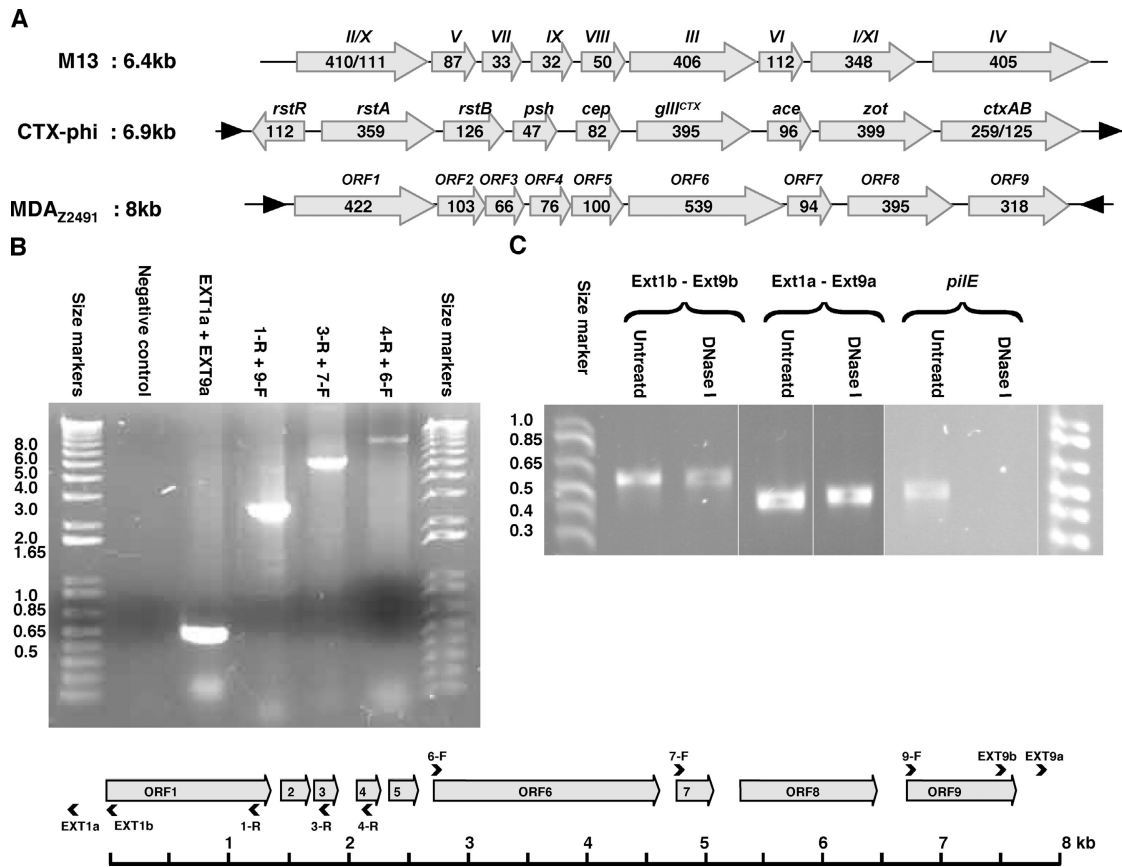 A
M13 : 6.4kb
II/X V VII IX VIII III VI I/XI IV
410/111 87 33 32 50 406 112 348 405
CTX-phi : 6.9kb
rstR rstA rstB psh cep gIII^CTX ace zot ctxAB
112 359 126 47 82 395 96 399 259/125
MDA_Z2491 : 8kb
ORF1 ORF2 ORF3 ORF4 ORF5 ORF6 ORF7 ORF8 ORF9
422 103 66 76 100 539 94 395 318
B
Size markers
Negative control
EXT1a + EXT9a
1-R + 9-F
3-R + 7-F
4-R + 6-F
Size markers
8.0
6.0
5.0
4.0
3.0
2.0
1.65
1.0
0.85
0.65
0.5
C
Size marker
Ext1b - Ext9b
Ext1a - Ext9a
pilE
Untreatd
DNase I
Untreatd
DNase I
Untreatd
DNase I
1.0
0.85
0.65
0.5
0.4
0.3
6-F 7-F 9-F EXT9b EXT9a
ORF1 2 3 4 5 ORF6 7 ORF8 ORF9
EXT1a EXT1b 1-R 3-R 4-R
1 2 3 4 5 6 7 8 kb